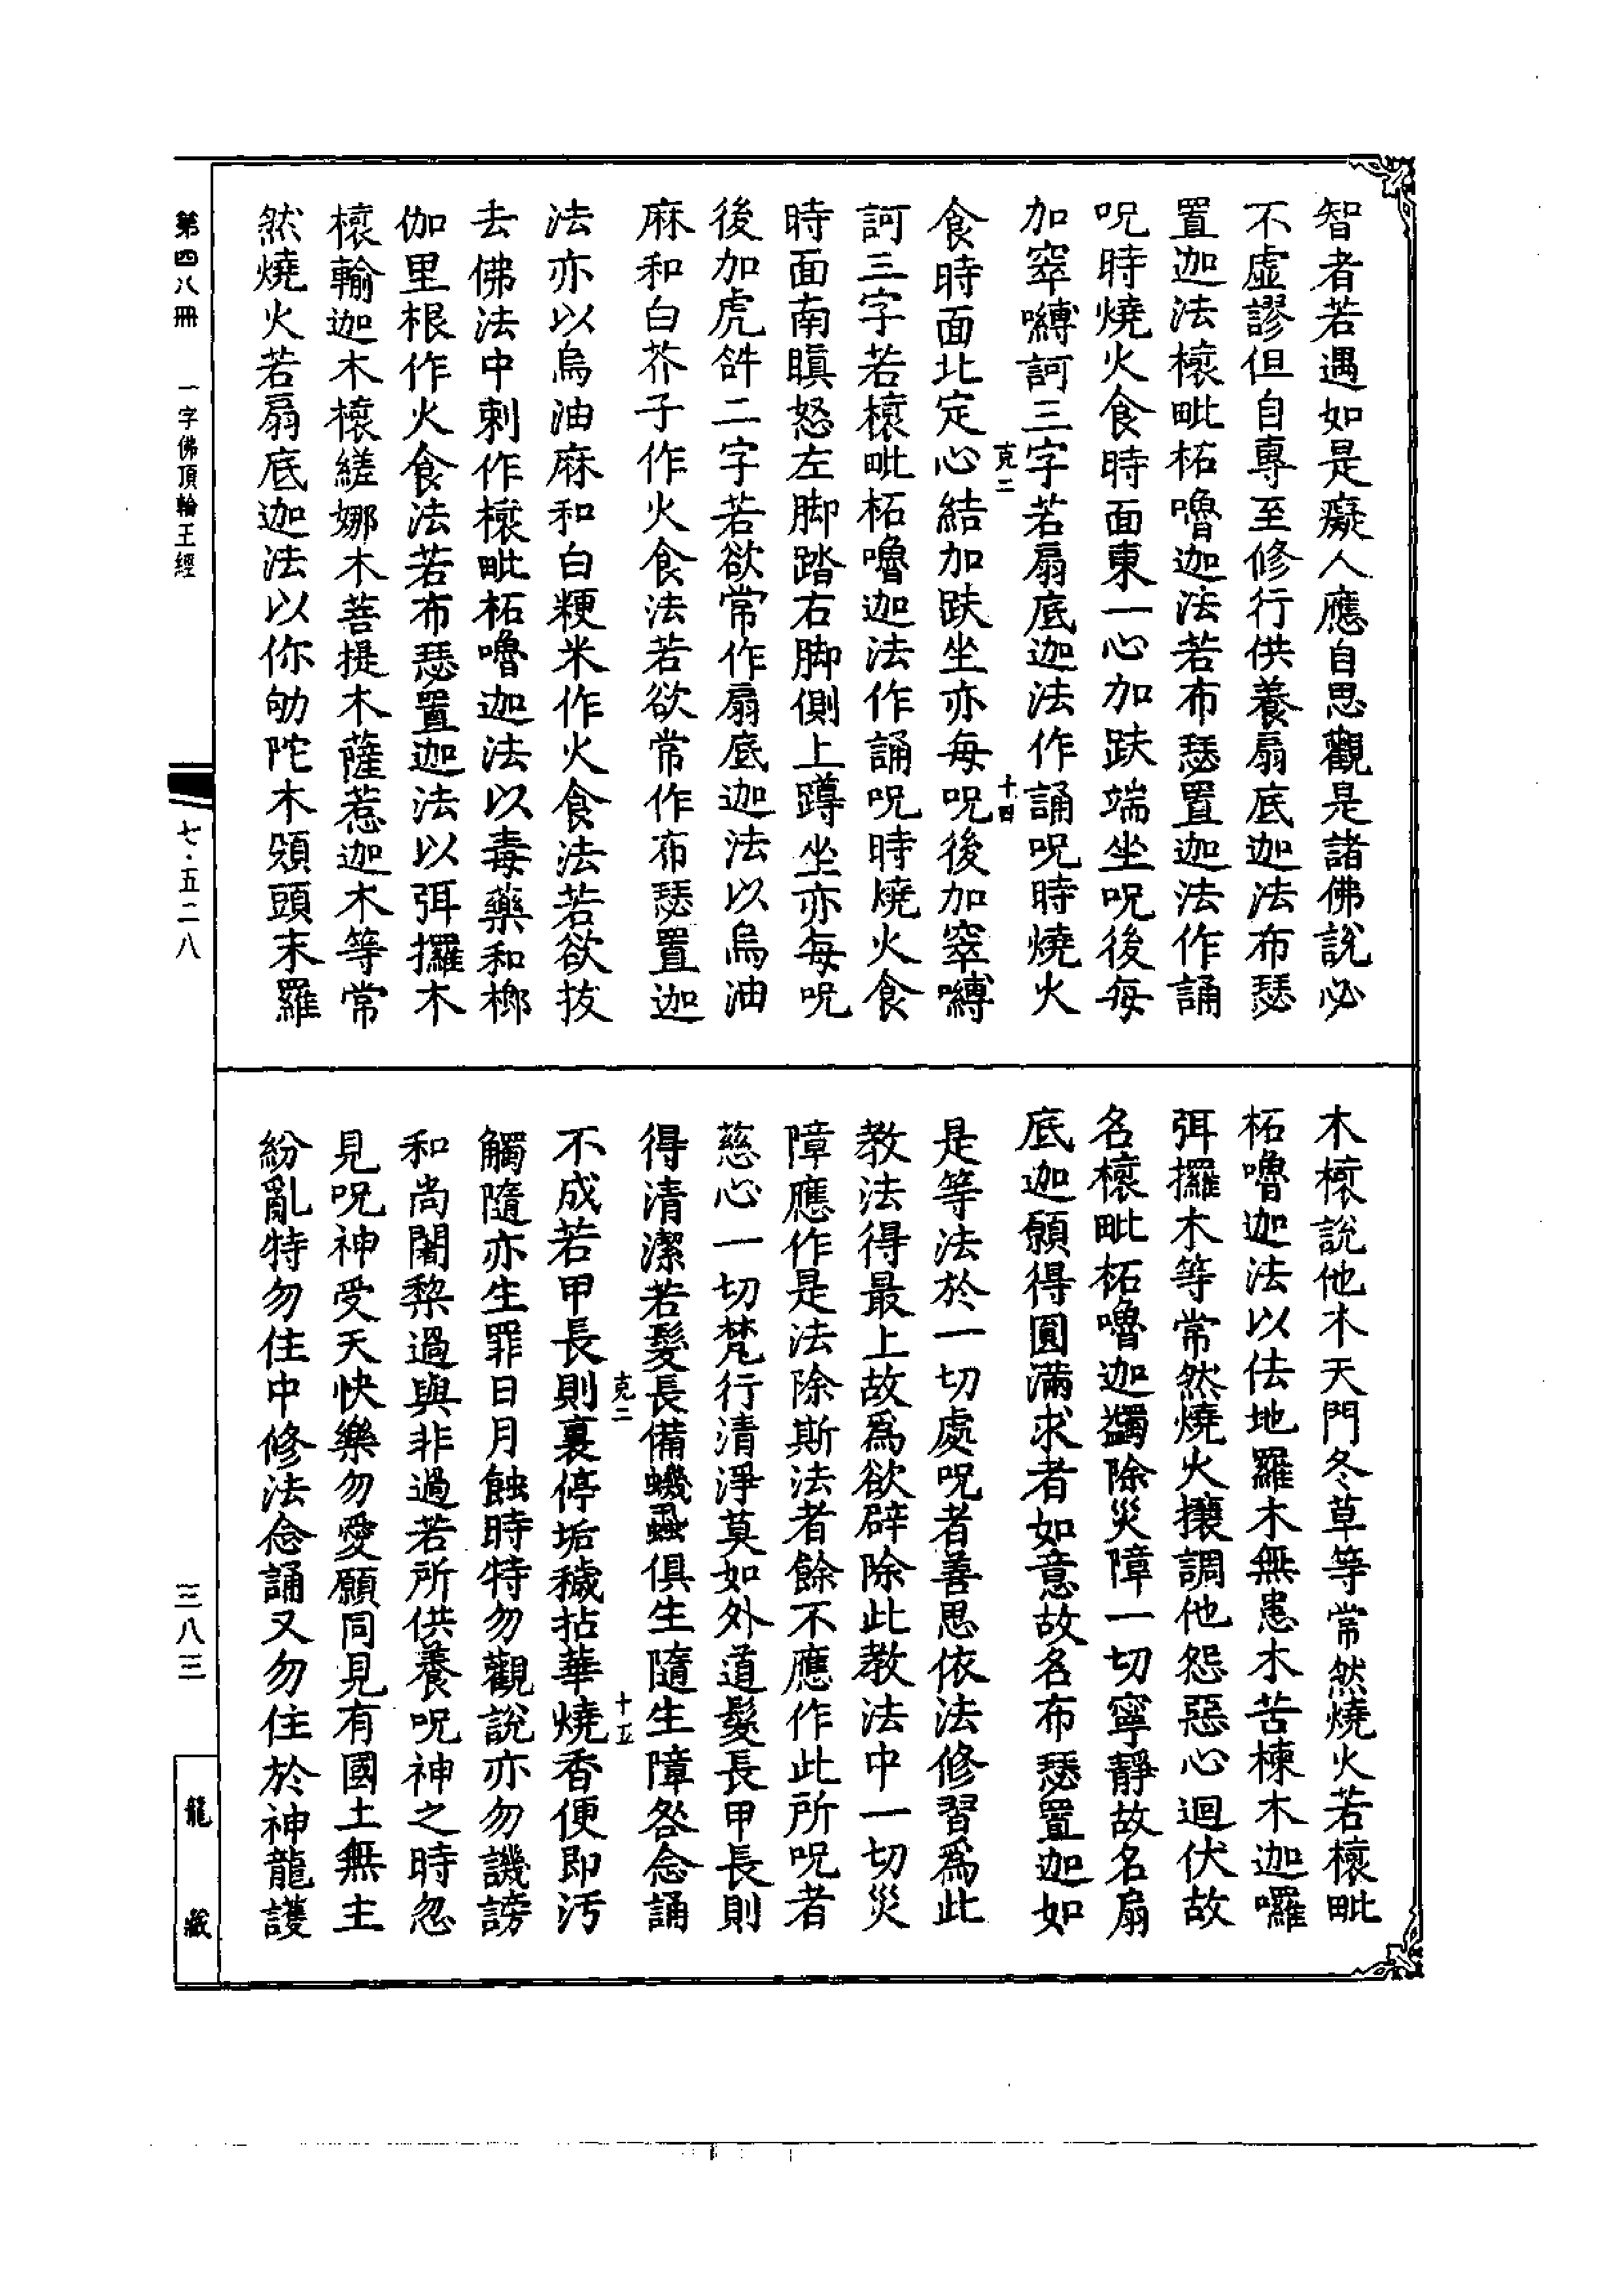 智者若遇如是癡人應自思觀是諸佛說必
不虛謬但自專至修行供養扇底迦法布瑟
置迦法㯡毗柘嚕迦法若布瑟置迦法作誦
呪時燒火食時面東一心加趺端坐呪後每
加窣嚩訶三字若扇底迦法作誦呪時燒火
克二
十四
食時面北定心結加趺坐亦每呪後加窣嚩
訶三字若㯡毗柘嚕迦法作誦呪時燒火食
時面南瞋怒左脚踏右脚側上蹲坐亦每呪
後加虎𤙖二字若欲常作扇底迦法以烏油
麻和白芥子作火食法若欲常作布瑟置迦
法亦以烏油麻和白粳米作火食法若欲拔
去佛法中刺作㯡毗柘嚕迦法以毒藥和榔
伽里根作火食法若布瑟置迦法以弭攞木
㯡輸迦木㯡縒娜木菩提木薩惹迦木等常
然燒火若扇底迦法以你劬陀木頞頭末羅
木㯡說他木天門冬草等常然燒火若㯡毗
柘嚕迦法以佉地羅木無患木苦楝木迦囉
弭攞木等常然燒火攘調他怨惡心迴伏故
名㯡毗柘嚕迦蠲除災障一切寧靜故名扇
底迦願得圓滿求者如意故名布瑟置迦如
是等法於一切處呪者善思依法修習爲此
教法得最上故爲欲辟除此教法中一切災
障應作是法除斯法者餘不應作此所呪者
慈心一切梵行清淨莫如外道髮長甲長則
得清潔若髮長備蟣蝨俱生隨生障咎念誦
克二
十五
不成若甲長則裏停垢穢拈華燒香便即污
觸隨亦生罪日月蝕時特勿觀說亦勿譏謗
和尚闍棃過與非過若所供養呪神之時忽
見呪神受天快樂勿愛願同見有國土無主
紛亂特勿住中修法念誦又勿住於神龍護
第四八冊
一字佛頂輪王經
七·五二八
三八三
龍藏